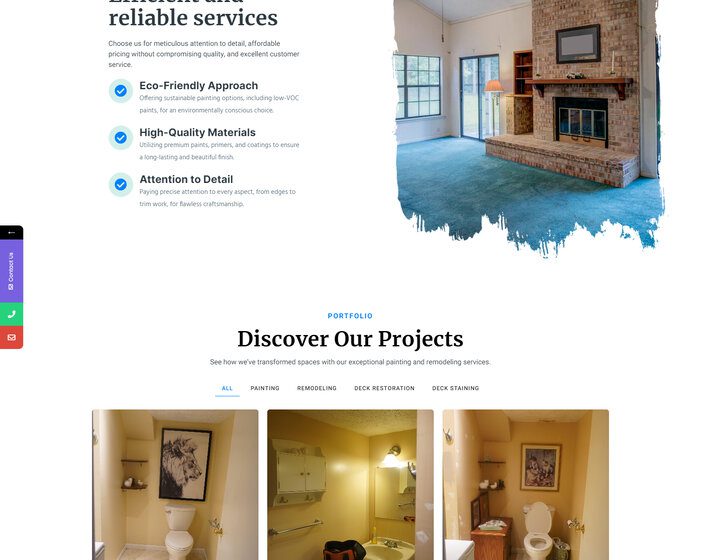 Efficient and
reliable services
Choose us for meticulous attention to detail, affordable
pricing without compromising quality, and excellent customer
service.
Eco-Friendly Approach
Offering sustainable painting options, including low-VOC
paints, for an environmentally conscious choice.
High-Quality Materials
Utilizing premium paints, primers, and coatings to ensure
a long-lasting and beautiful finish.
Attention to Detail
Paying precise attention to every aspect, from edges to
trim work, for flawless craftsmanship.
←
Contact Us
PORTFOLIO
Discover Our Projects
See how we've transformed spaces with our exceptional painting and remodeling services.
ALL PAINTING REMODELING DECK RESTORATION DECK STAINING